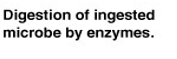 Digestion of ingested
microbe by enzymes.